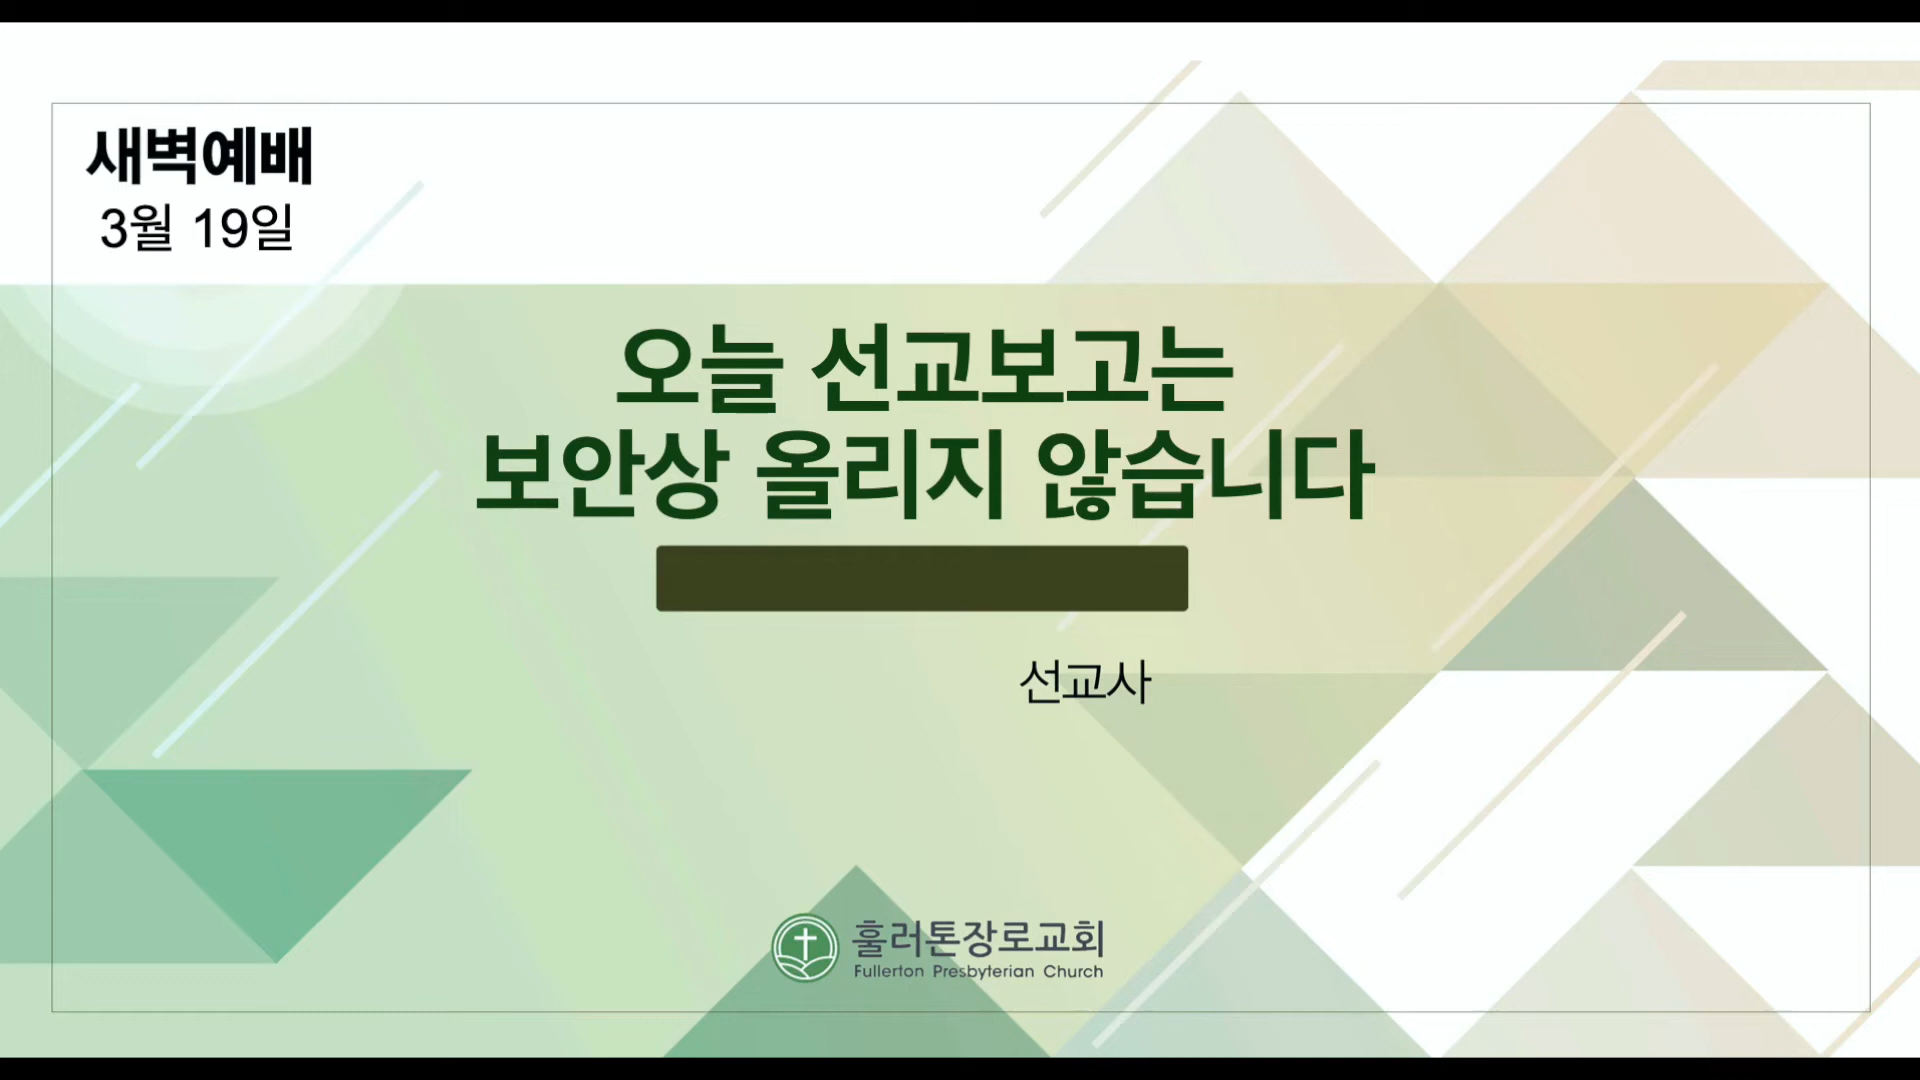 새벽예배
3월 19일
오늘 선교보고는
보안상 올리지 않습니다
선교사
훌러톤장로교회
Fullerton Presbyterian Church